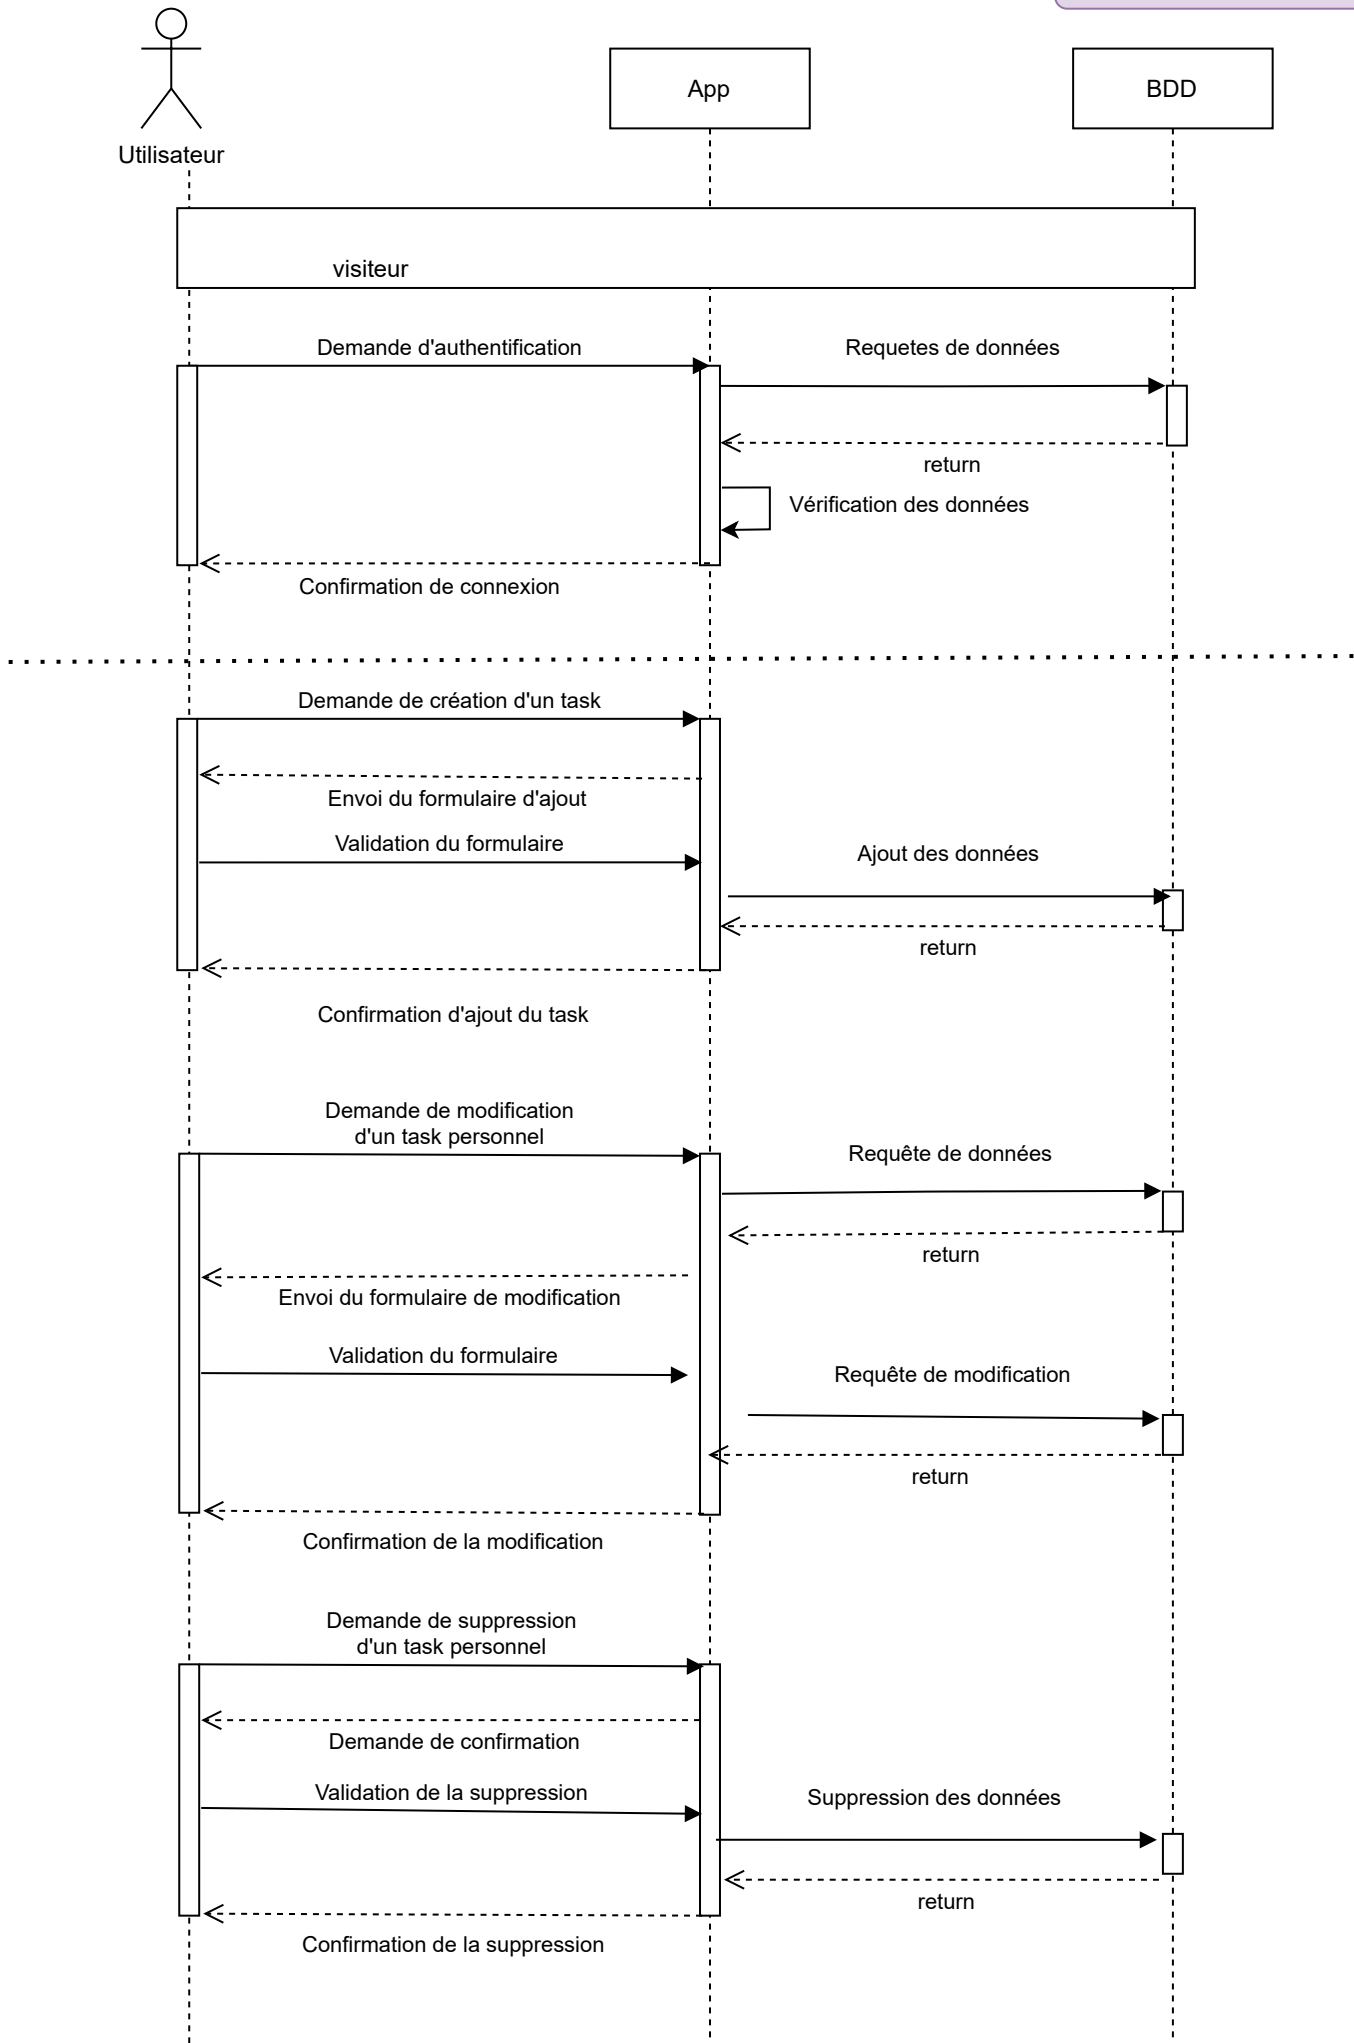 Utilisateur
App
BDD
visiteur
Demande d'authentification
Requetes de données
return
Vérification des données
Confirmation de connexion
Demande de création d'un task
Envoi du formulaire d'ajout
Validation du formulaire
Ajout des données
return
Confirmation d'ajout du task
Demande de modification
d'un task personnel
Requête de données
return
Envoi du formulaire de modification
Validation du formulaire
Requête de modification
return
Confirmation de la modification
Demande de suppression
d'un task personnel
Demande de confirmation
Validation de la suppression
Suppression des données
return
Confirmation de la suppression